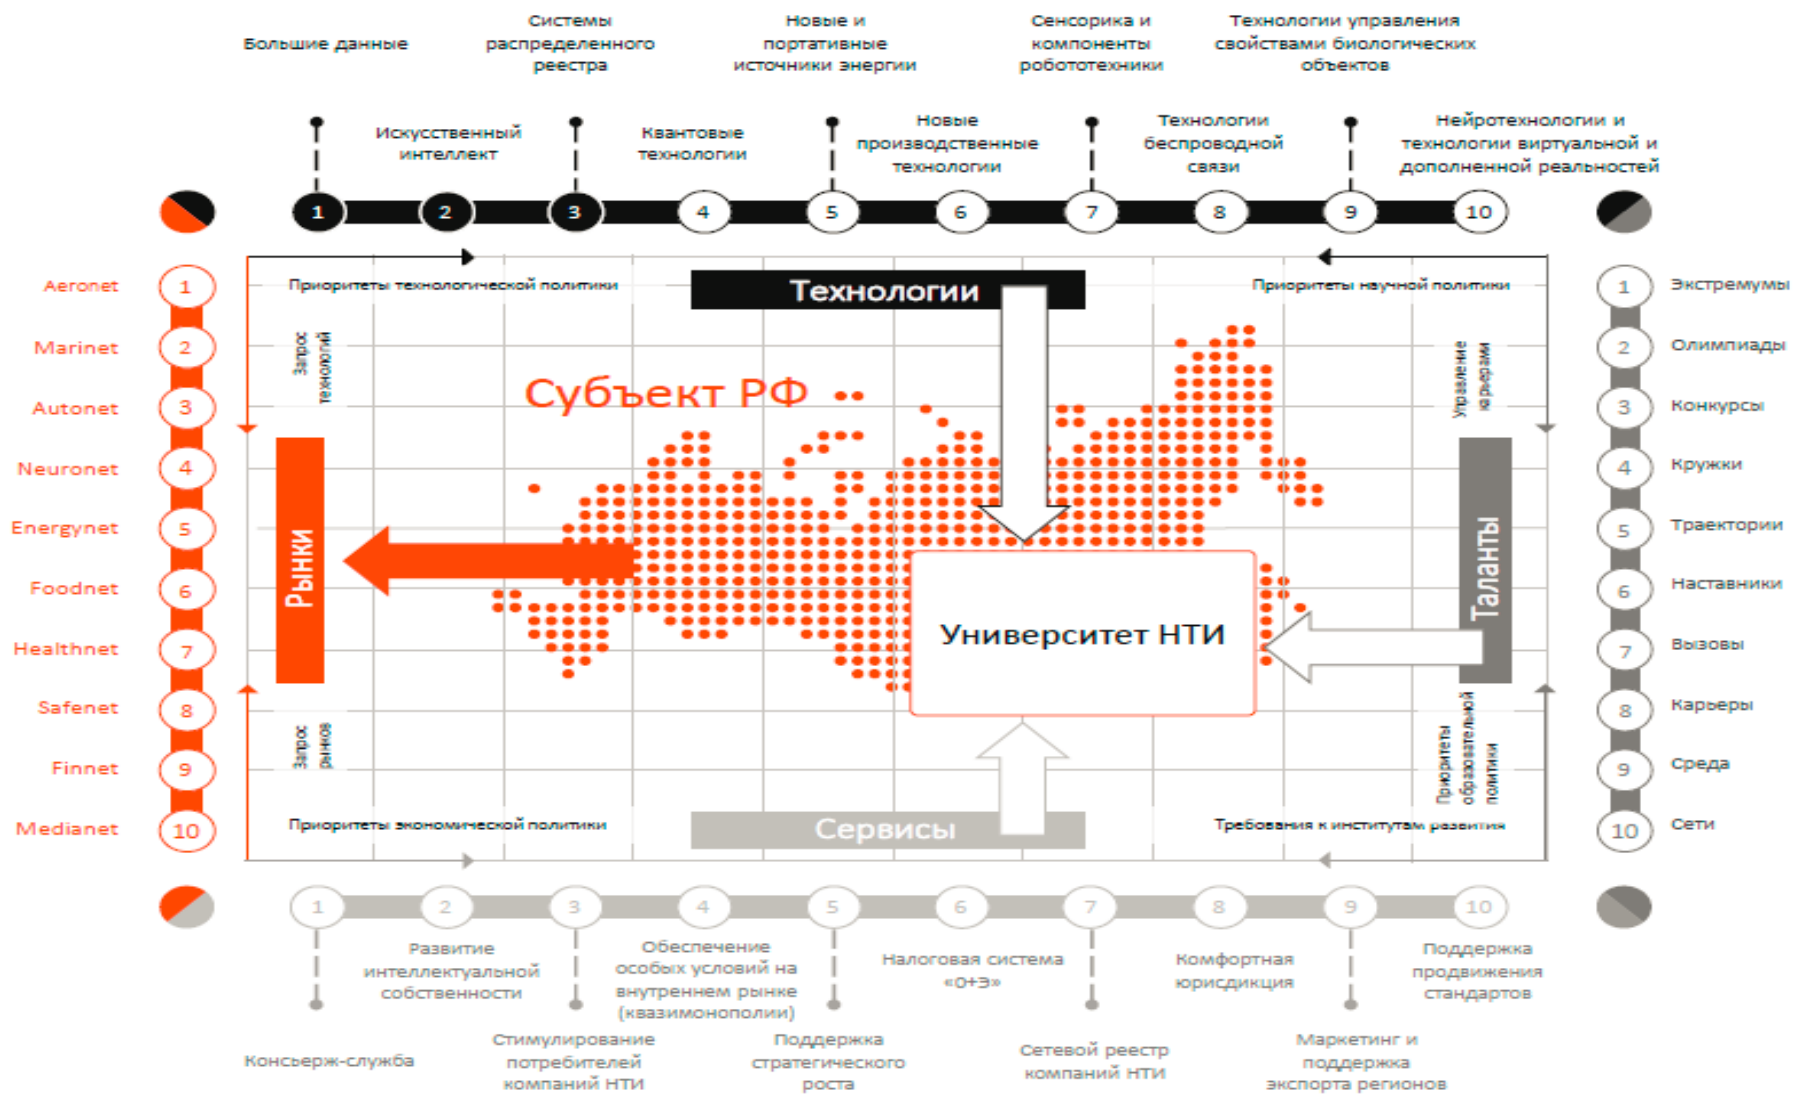 Большие данные
Системы
распределенного
реестра
Новые и
портативные
источники энергии
Сенсорика и
компоненты
робототехники
Технологии управления
свойствами биологических
объектов
Искусственный
интеллект
Квантовые
технологии
Новые
производственные
технологии
Технологии
беспроводной
связи
Нейротехнологии и
технологии виртуальной и
дополненной реальностей
1 2 3 4 5 6 7 8 9 10
Aeronet 1
Marinet 2
Autonet 3
Neuronet 4
Energynet 5
Foodnet 6
Healthnet 7
Safenet 8
Finnet 9
Medianet 10
Приоритеты технологической политики
Технологии
Приоритеты научной политики
Запрос
технологий
Субъект РФ
Управление
карьерами
Рынки
Университет НТИ
Таланты
Запрос
рынков
Приоритеты
образовательной
политики
Приоритеты экономической политики
Сервисы
Требования к институтам развития
1 Экстремумы
2 Олимпиады
3 Конкурсы
4 Кружки
5 Траектории
6 Наставники
7 Вызовы
8 Карьеры
9 Среда
10 Сети
1 2 3 4 5 6 7 8 9 10
Развитие
интеллектуальной
собственности
Обеспечение
особых условий на
внутреннем рынке
(квазимонополии)
Налоговая система
«0+Э»
Комфортная
юрисдикция
Поддержка
продвижения
стандартов
Консьерж-служба
Стимулирование
потребителей
компаний НТИ
Поддержка
стратегического
роста
Сетевой реестр
компаний НТИ
Маркетинг и
поддержка
экспорта регионов